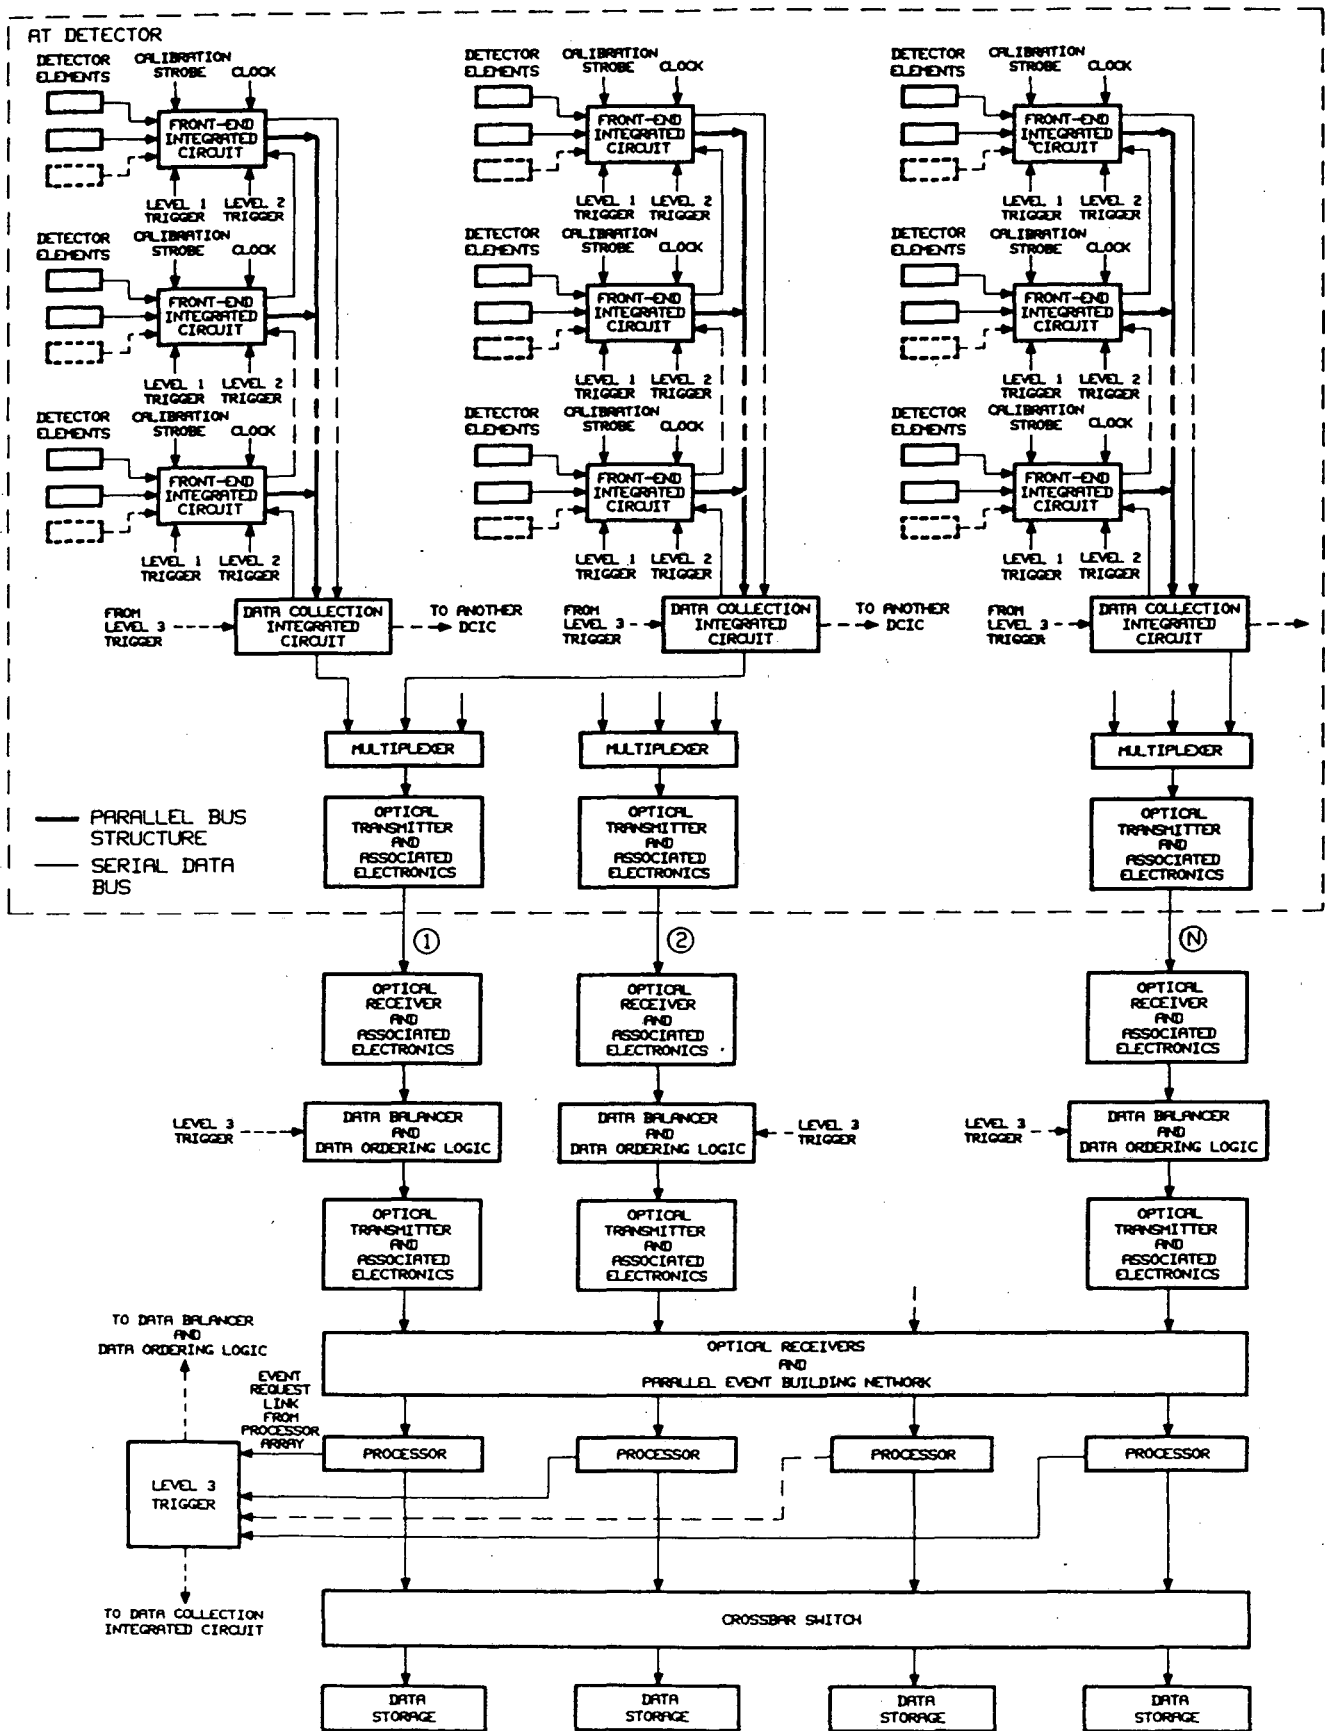 AT DETECTOR
DETECTOR ELEMENTS
CALIBRATION STROBE
CLOCK
DETECTOR ELEMENTS
CALIBRATION STROBE
CLOCK
DETECTOR ELEMENTS
CALIBRATION STROBE
CLOCK
FRONT-END INTEGRATED CIRCUIT
FRONT-END INTEGRATED CIRCUIT
FRONT-END INTEGRATED CIRCUIT
LEVEL 1 TRIGGER
LEVEL 2 TRIGGER
LEVEL 1 TRIGGER
LEVEL 2 TRIGGER
LEVEL 1 TRIGGER
LEVEL 2 TRIGGER
DETECTOR ELEMENTS
CALIBRATION STROBE
CLOCK
DETECTOR ELEMENTS
CALIBRATION STROBE
CLOCK
DETECTOR ELEMENTS
CALIBRATION STROBE
CLOCK
FRONT-END INTEGRATED CIRCUIT
FRONT-END INTEGRATED CIRCUIT
FRONT-END INTEGRATED CIRCUIT
LEVEL 1 TRIGGER
LEVEL 2 TRIGGER
LEVEL 1 TRIGGER
LEVEL 2 TRIGGER
LEVEL 1 TRIGGER
LEVEL 2 TRIGGER
DETECTOR ELEMENTS
CALIBRATION STROBE
CLOCK
DETECTOR ELEMENTS
CALIBRATION STROBE
CLOCK
DETECTOR ELEMENTS
CALIBRATION STROBE
CLOCK
FRONT-END INTEGRATED CIRCUIT
FRONT-END INTEGRATED CIRCUIT
FRONT-END INTEGRATED CIRCUIT
LEVEL 1 TRIGGER
LEVEL 2 TRIGGER
LEVEL 1 TRIGGER
LEVEL 2 TRIGGER
LEVEL 1 TRIGGER
LEVEL 2 TRIGGER
FROM LEVEL 3 TRIGGER
DATA COLLECTION INTEGRATED CIRCUIT
TO ANOTHER DCIC
FROM LEVEL 3 TRIGGER
DATA COLLECTION INTEGRATED CIRCUIT
TO ANOTHER DCIC
FROM LEVEL 3 TRIGGER
DATA COLLECTION INTEGRATED CIRCUIT
MULTIPLEXER
MULTIPLEXER
MULTIPLEXER
PARALLEL BUS STRUCTURE
SERIAL DATA BUS
OPTICAL TRANSMITTER AND ASSOCIATED ELECTRONICS
OPTICAL TRANSMITTER AND ASSOCIATED ELECTRONICS
OPTICAL TRANSMITTER AND ASSOCIATED ELECTRONICS
1
2
N
OPTICAL RECEIVER AND ASSOCIATED ELECTRONICS
OPTICAL RECEIVER AND ASSOCIATED ELECTRONICS
OPTICAL RECEIVER AND ASSOCIATED ELECTRONICS
LEVEL 3 TRIGGER
DATA BALANCER AND DATA ORDERING LOGIC
DATA BALANCER AND DATA ORDERING LOGIC
LEVEL 3 TRIGGER
LEVEL 3 TRIGGER
DATA BALANCER AND DATA ORDERING LOGIC
OPTICAL TRANSMITTER AND ASSOCIATED ELECTRONICS
OPTICAL TRANSMITTER AND ASSOCIATED ELECTRONICS
OPTICAL TRANSMITTER AND ASSOCIATED ELECTRONICS
TO DATA BALANCER AND DATA ORDERING LOGIC
OPTICAL RECEIVERS AND PARALLEL EVENT BUILDING NETWORK
EVENT REQUEST LINK FROM PROCESSOR ARRAY
PROCESSOR
PROCESSOR
PROCESSOR
PROCESSOR
LEVEL 3 TRIGGER
TO DATA COLLECTION INTEGRATED CIRCUIT
CROSSBAR SWITCH
DATA STORAGE
DATA STORAGE
DATA STORAGE
DATA STORAGE